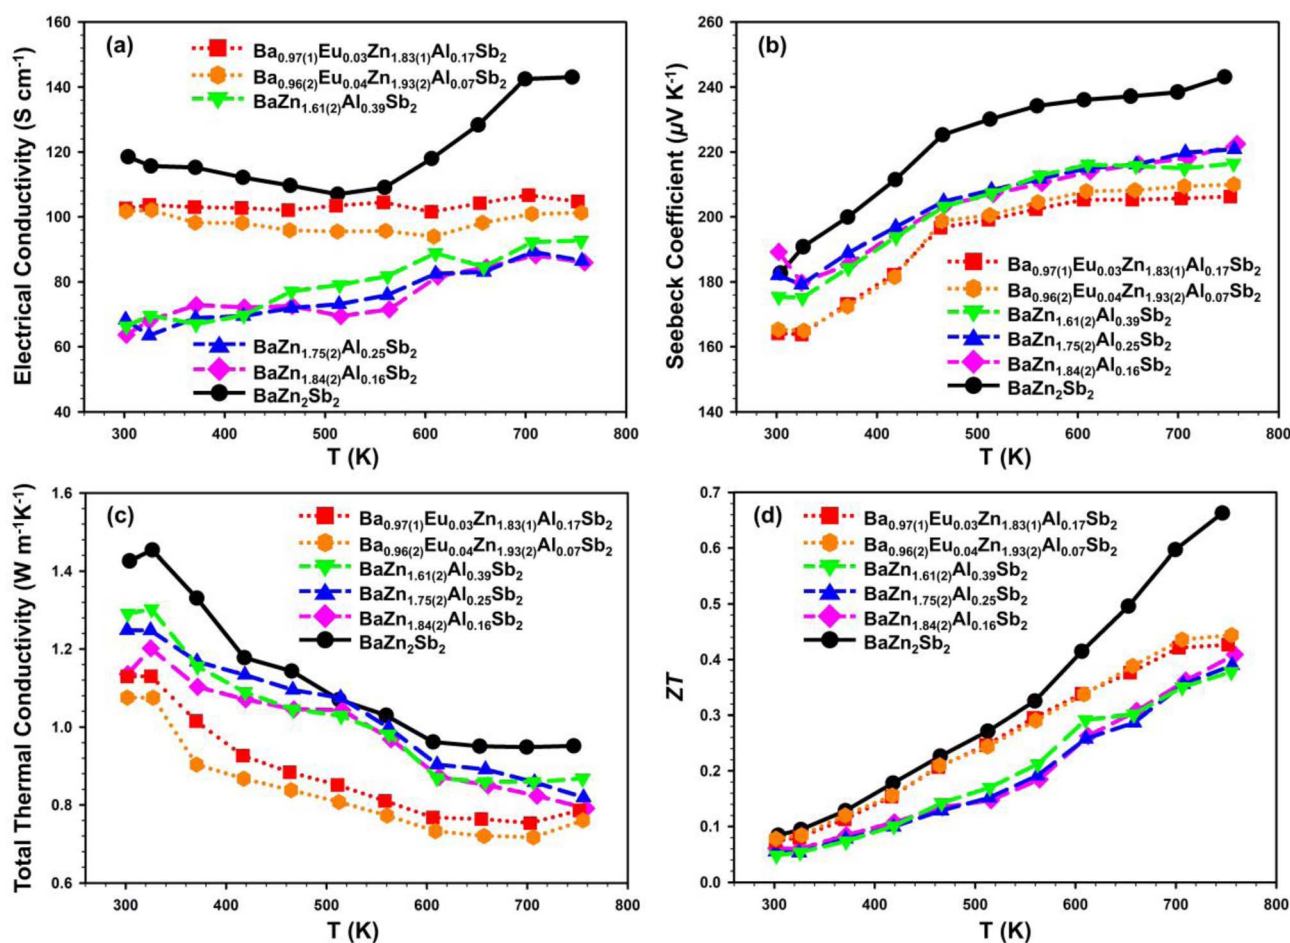 (a)
Electrical Conductivity (S cm⁻¹)
160
140
120
100
80
60
40
Ba₀.₉₇₍₁₎Eu₀.₀₃Zn₁.₈₃₍₁₎Al₀.₁₇Sb₂
Ba₀.₉₆₍₂₎Eu₀.₀₄Zn₁.₉₃₍₂₎Al₀.₀₇Sb₂
BaZn₁.₆₁₍₂₎Al₀.₃₉Sb₂
BaZn₁.₇₅₍₂₎Al₀.₂₅Sb₂
BaZn₁.₈₄₍₂₎Al₀.₁₆Sb₂
BaZn₂Sb₂
300 400 500 600 700 800
T (K)
(b)
Seebeck Coefficient (µV K⁻¹)
260
240
220
200
180
160
140
Ba₀.₉₇₍₁₎Eu₀.₀₃Zn₁.₈₃₍₁₎Al₀.₁₇Sb₂
Ba₀.₉₆₍₂₎Eu₀.₀₄Zn₁.₉₃₍₂₎Al₀.₀₇Sb₂
BaZn₁.₆₁₍₂₎Al₀.₃₉Sb₂
BaZn₁.₇₅₍₂₎Al₀.₂₅Sb₂
BaZn₁.₈₄₍₂₎Al₀.₁₆Sb₂
BaZn₂Sb₂
300 400 500 600 700 800
T (K)
(c)
Total Thermal Conductivity (W m⁻¹K⁻¹)
1.6
1.4
1.2
1.0
0.8
0.6
Ba₀.₉₇₍₁₎Eu₀.₀₃Zn₁.₈₃₍₁₎Al₀.₁₇Sb₂
Ba₀.₉₆₍₂₎Eu₀.₀₄Zn₁.₉₃₍₂₎Al₀.₀₇Sb₂
BaZn₁.₆₁₍₂₎Al₀.₃₉Sb₂
BaZn₁.₇₅₍₂₎Al₀.₂₅Sb₂
BaZn₁.₈₄₍₂₎Al₀.₁₆Sb₂
BaZn₂Sb₂
300 400 500 600 700 800
T (K)
(d)
ZT
0.7
0.6
0.5
0.4
0.3
0.2
0.1
0.0
Ba₀.₉₇₍₁₎Eu₀.₀₃Zn₁.₈₃₍₁₎Al₀.₁₇Sb₂
Ba₀.₉₆₍₂₎Eu₀.₀₄Zn₁.₉₃₍₂₎Al₀.₀₇Sb₂
BaZn₁.₆₁₍₂₎Al₀.₃₉Sb₂
BaZn₁.₇₅₍₂₎Al₀.₂₅Sb₂
BaZn₁.₈₄₍₂₎Al₀.₁₆Sb₂
BaZn₂Sb₂
300 400 500 600 700 800
T (K)